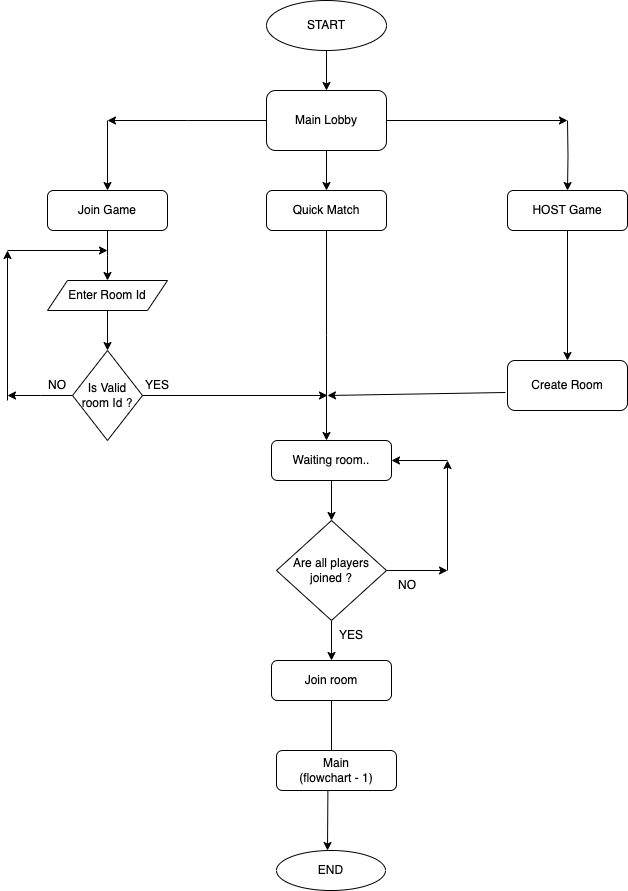 START
Main Lobby
Join Game
Quick Match
HOST Game
Enter Room Id
NO
Is Valid
room Id ?
YES
Create Room
Waiting room..
Are all players
joined ?
NO
YES
Join room
Main
(flowchart - 1)
END